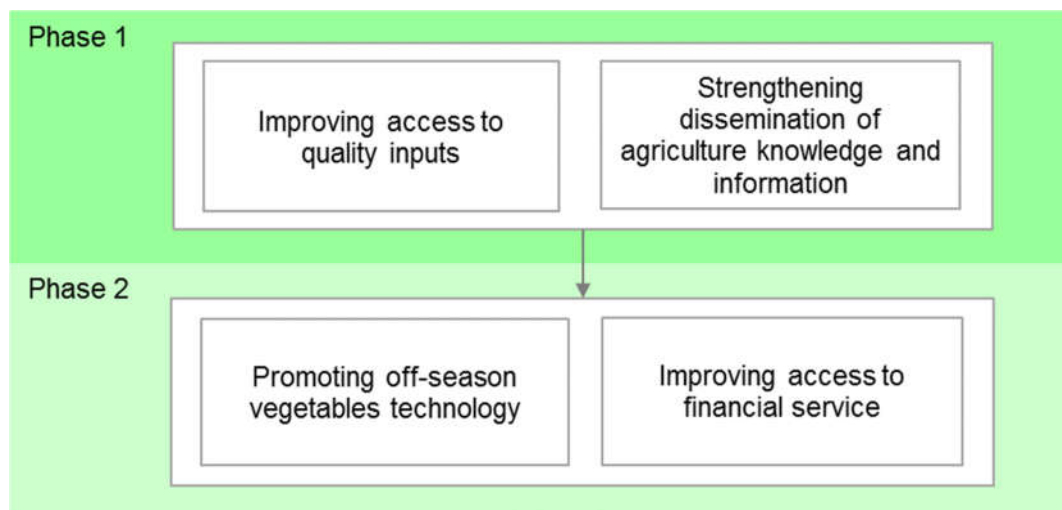 Phase 1
Improving access to
quality inputs
Strengthening
dissemination of
agriculture knowledge and
information
Phase 2
Promoting off-season
vegetables technology
Improving access to
financial service